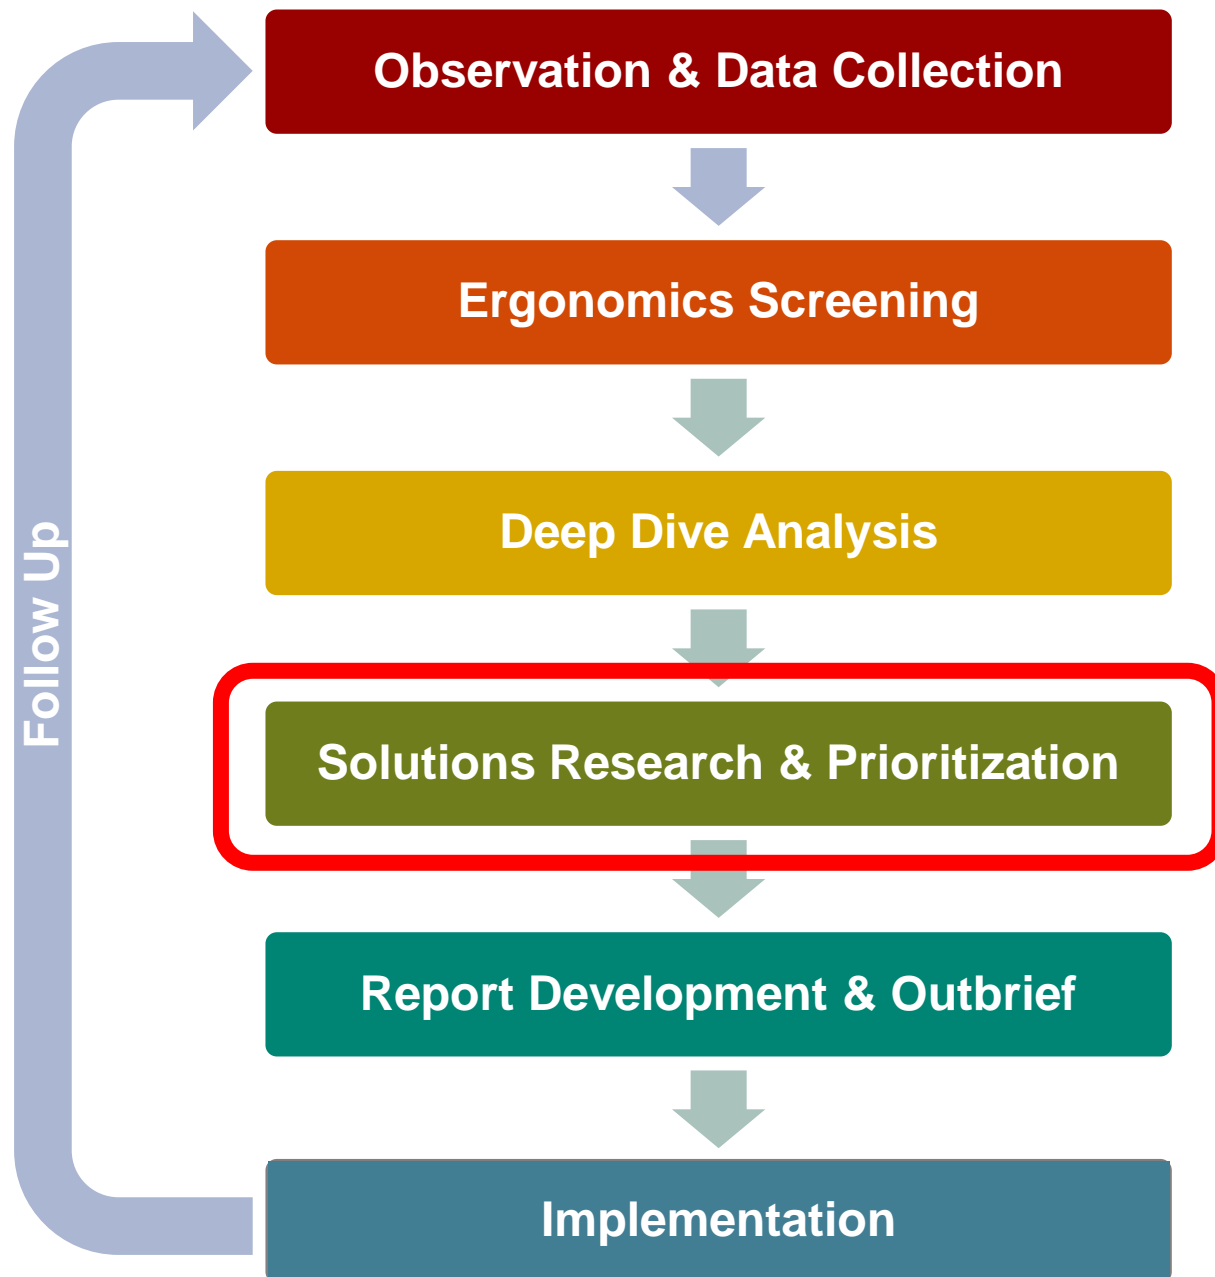 Observation & Data Collection
Ergonomics Screening
Deep Dive Analysis
Solutions Research & Prioritization
Report Development & Outbrief
Implementation
Follow Up